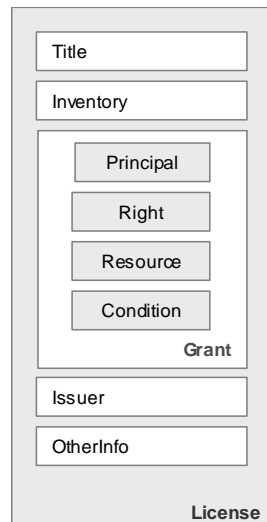 Title
Inventory
Principal
Right
Resource
Condition
Grant
Issuer
OtherInfo
License